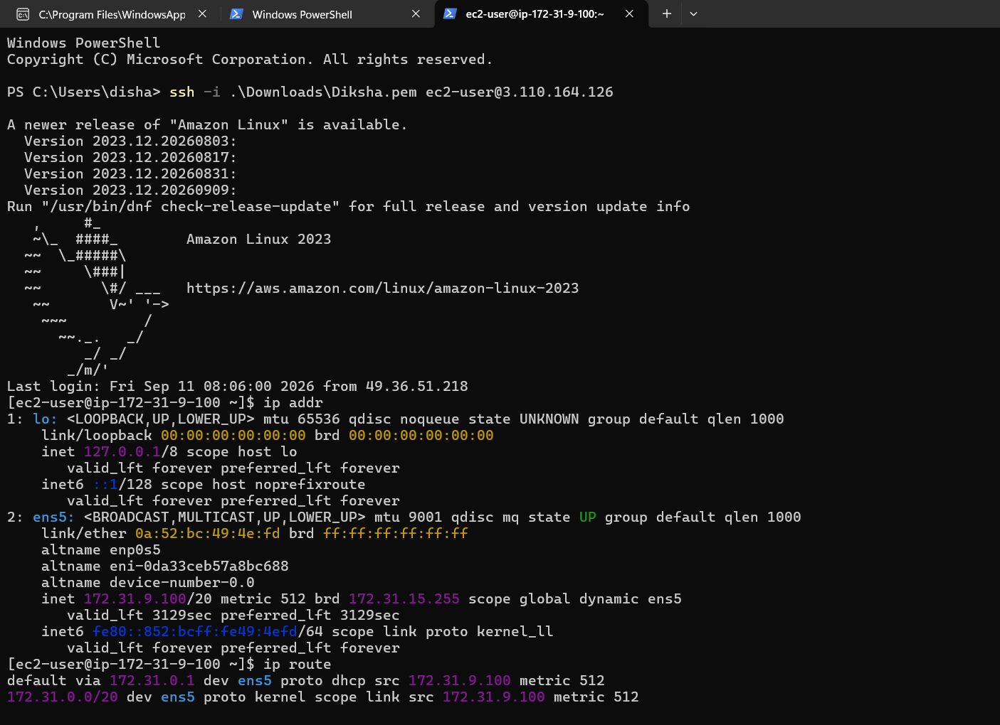 C:\Program Files\WindowsApp
Windows PowerShell
ec2-user@ip-172-31-9-100:~
Windows PowerShell
Copyright (C) Microsoft Corporation. All rights reserved.
PS C:\Users\disha> ssh -i .\Downloads\Diksha.pem ec2-user@3.110.164.126
A newer release of "Amazon Linux" is available.
  Version 2023.12.20260803:
  Version 2023.12.20260817:
  Version 2023.12.20260831:
  Version 2023.12.20260909:
Run "/usr/bin/dnf check-release-update" for full release and version update info
   ,     #_
   ~\_  ####_        Amazon Linux 2023
  ~~  \_#####\
  ~~     \###|
  ~~       \#/ ___   https://aws.amazon.com/linux/amazon-linux-2023
   ~~       V~' '->
    ~~~         /
      ~~._.   _/
         _/ _/
       _/m/'
Last login: Fri Sep 11 08:06:00 2026 from 49.36.51.218
[ec2-user@ip-172-31-9-100 ~]$ ip addr
1: lo: <LOOPBACK,UP,LOWER_UP> mtu 65536 qdisc noqueue state UNKNOWN group default qlen 1000
    link/loopback 00:00:00:00:00:00 brd 00:00:00:00:00:00
    inet 127.0.0.1/8 scope host lo
       valid_lft forever preferred_lft forever
    inet6 ::1/128 scope host noprefixroute
       valid_lft forever preferred_lft forever
2: ens5: <BROADCAST,MULTICAST,UP,LOWER_UP> mtu 9001 qdisc mq state UP group default qlen 1000
    link/ether 0a:52:bc:49:4e:fd brd ff:ff:ff:ff:ff:ff
    altname enp0s5
    altname eni-0da33ceb57a8bc688
    altname device-number-0.0
    inet 172.31.9.100/20 metric 512 brd 172.31.15.255 scope global dynamic ens5
       valid_lft 3129sec preferred_lft 3129sec
    inet6 fe80::852:bcff:fe49:4efd/64 scope link proto kernel_ll
       valid_lft forever preferred_lft forever
[ec2-user@ip-172-31-9-100 ~]$ ip route
default via 172.31.0.1 dev ens5 proto dhcp src 172.31.9.100 metric 512
172.31.0.0/20 dev ens5 proto kernel scope link src 172.31.9.100 metric 512